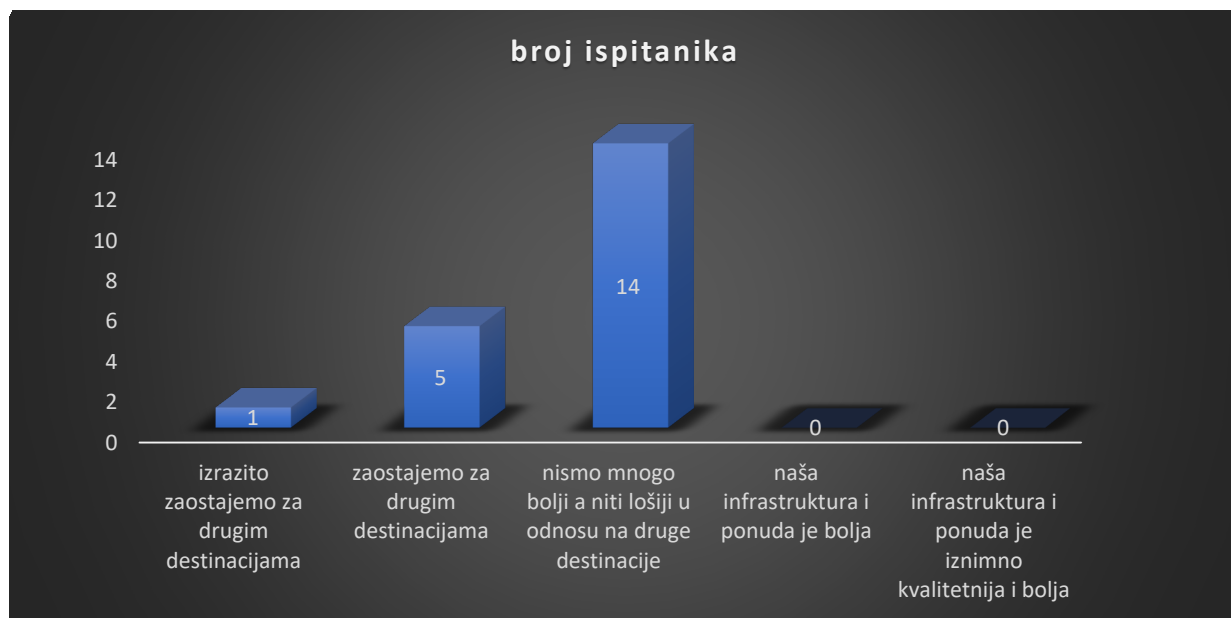 broj ispitanika
14
12
10
8
6
4
2
0
1
5
14
0
0
izrazito
zaostajemo za
drugim
destinacijama
zaostajemo za
drugim
destinacijama
nismo mnogo
bolji a niti lošiji u
odnosu na druge
destinacije
naša
infrastruktura i
ponuda je bolja
naša
infrastruktura i
ponuda je
iznimno
kvalitetnija i bolja